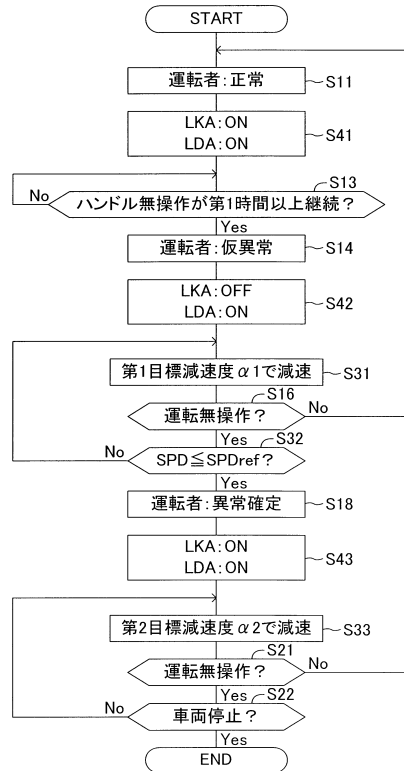 START
運転者:正常
S11
LKA:ON
LDA:ON
S41
S13
No
ハンドル無操作が第1時間以上継続?
Yes
運転者:仮異常
S14
LKA:OFF
LDA:ON
S42
第1目標減速度α1で減速
S31
S16
運転無操作?
No
Yes
S32
No
SPD≦SPDref?
Yes
運転者:異常確定
S18
LKA:ON
LDA:ON
S43
第2目標減速度α2で減速
S33
S21
運転無操作?
No
Yes
S22
No
車両停止?
Yes
END